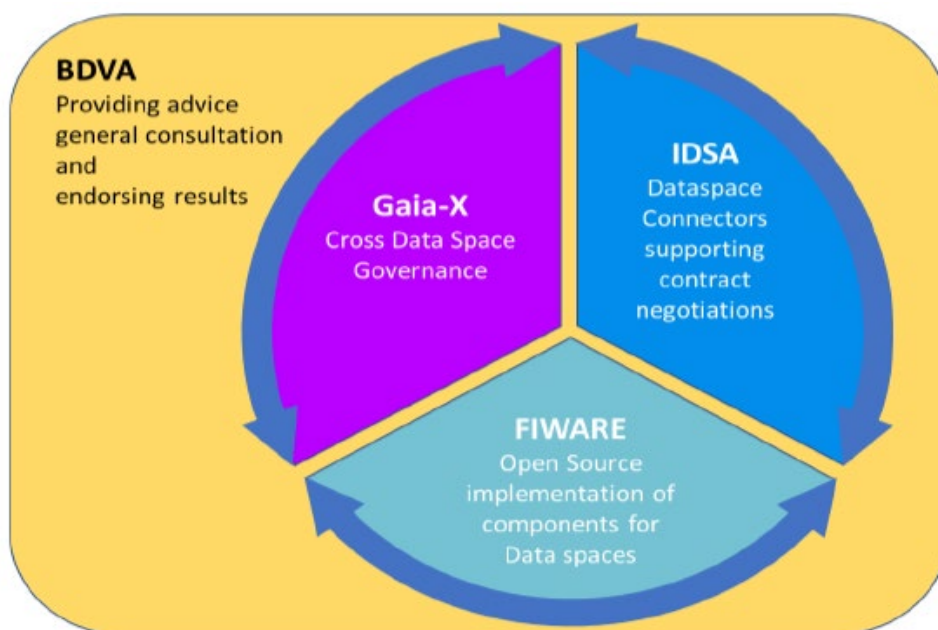 BDVA
Providing advice
general consultation
and
endorsing results
Gaia-X
Cross Data Space
Governance
IDSA
Dataspace
Connectors
supporting
contract
negotiations
FIWARE
Open Source
implementation of
components for
Data spaces